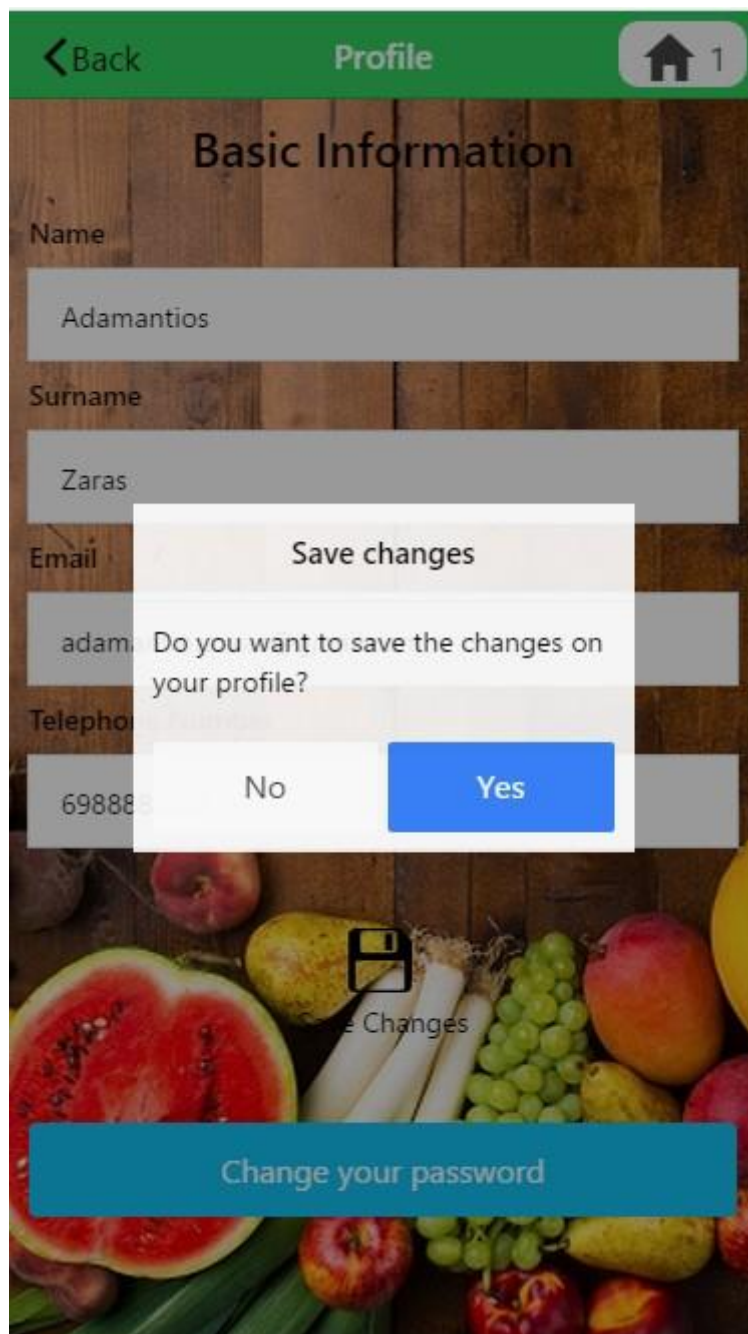 Back Profile 1
Basic Information
Name
Adamantios
Surname
Zaras
Email
Save changes
Do you want to save the changes on
your profile?
No Yes
Save Changes
Change your password